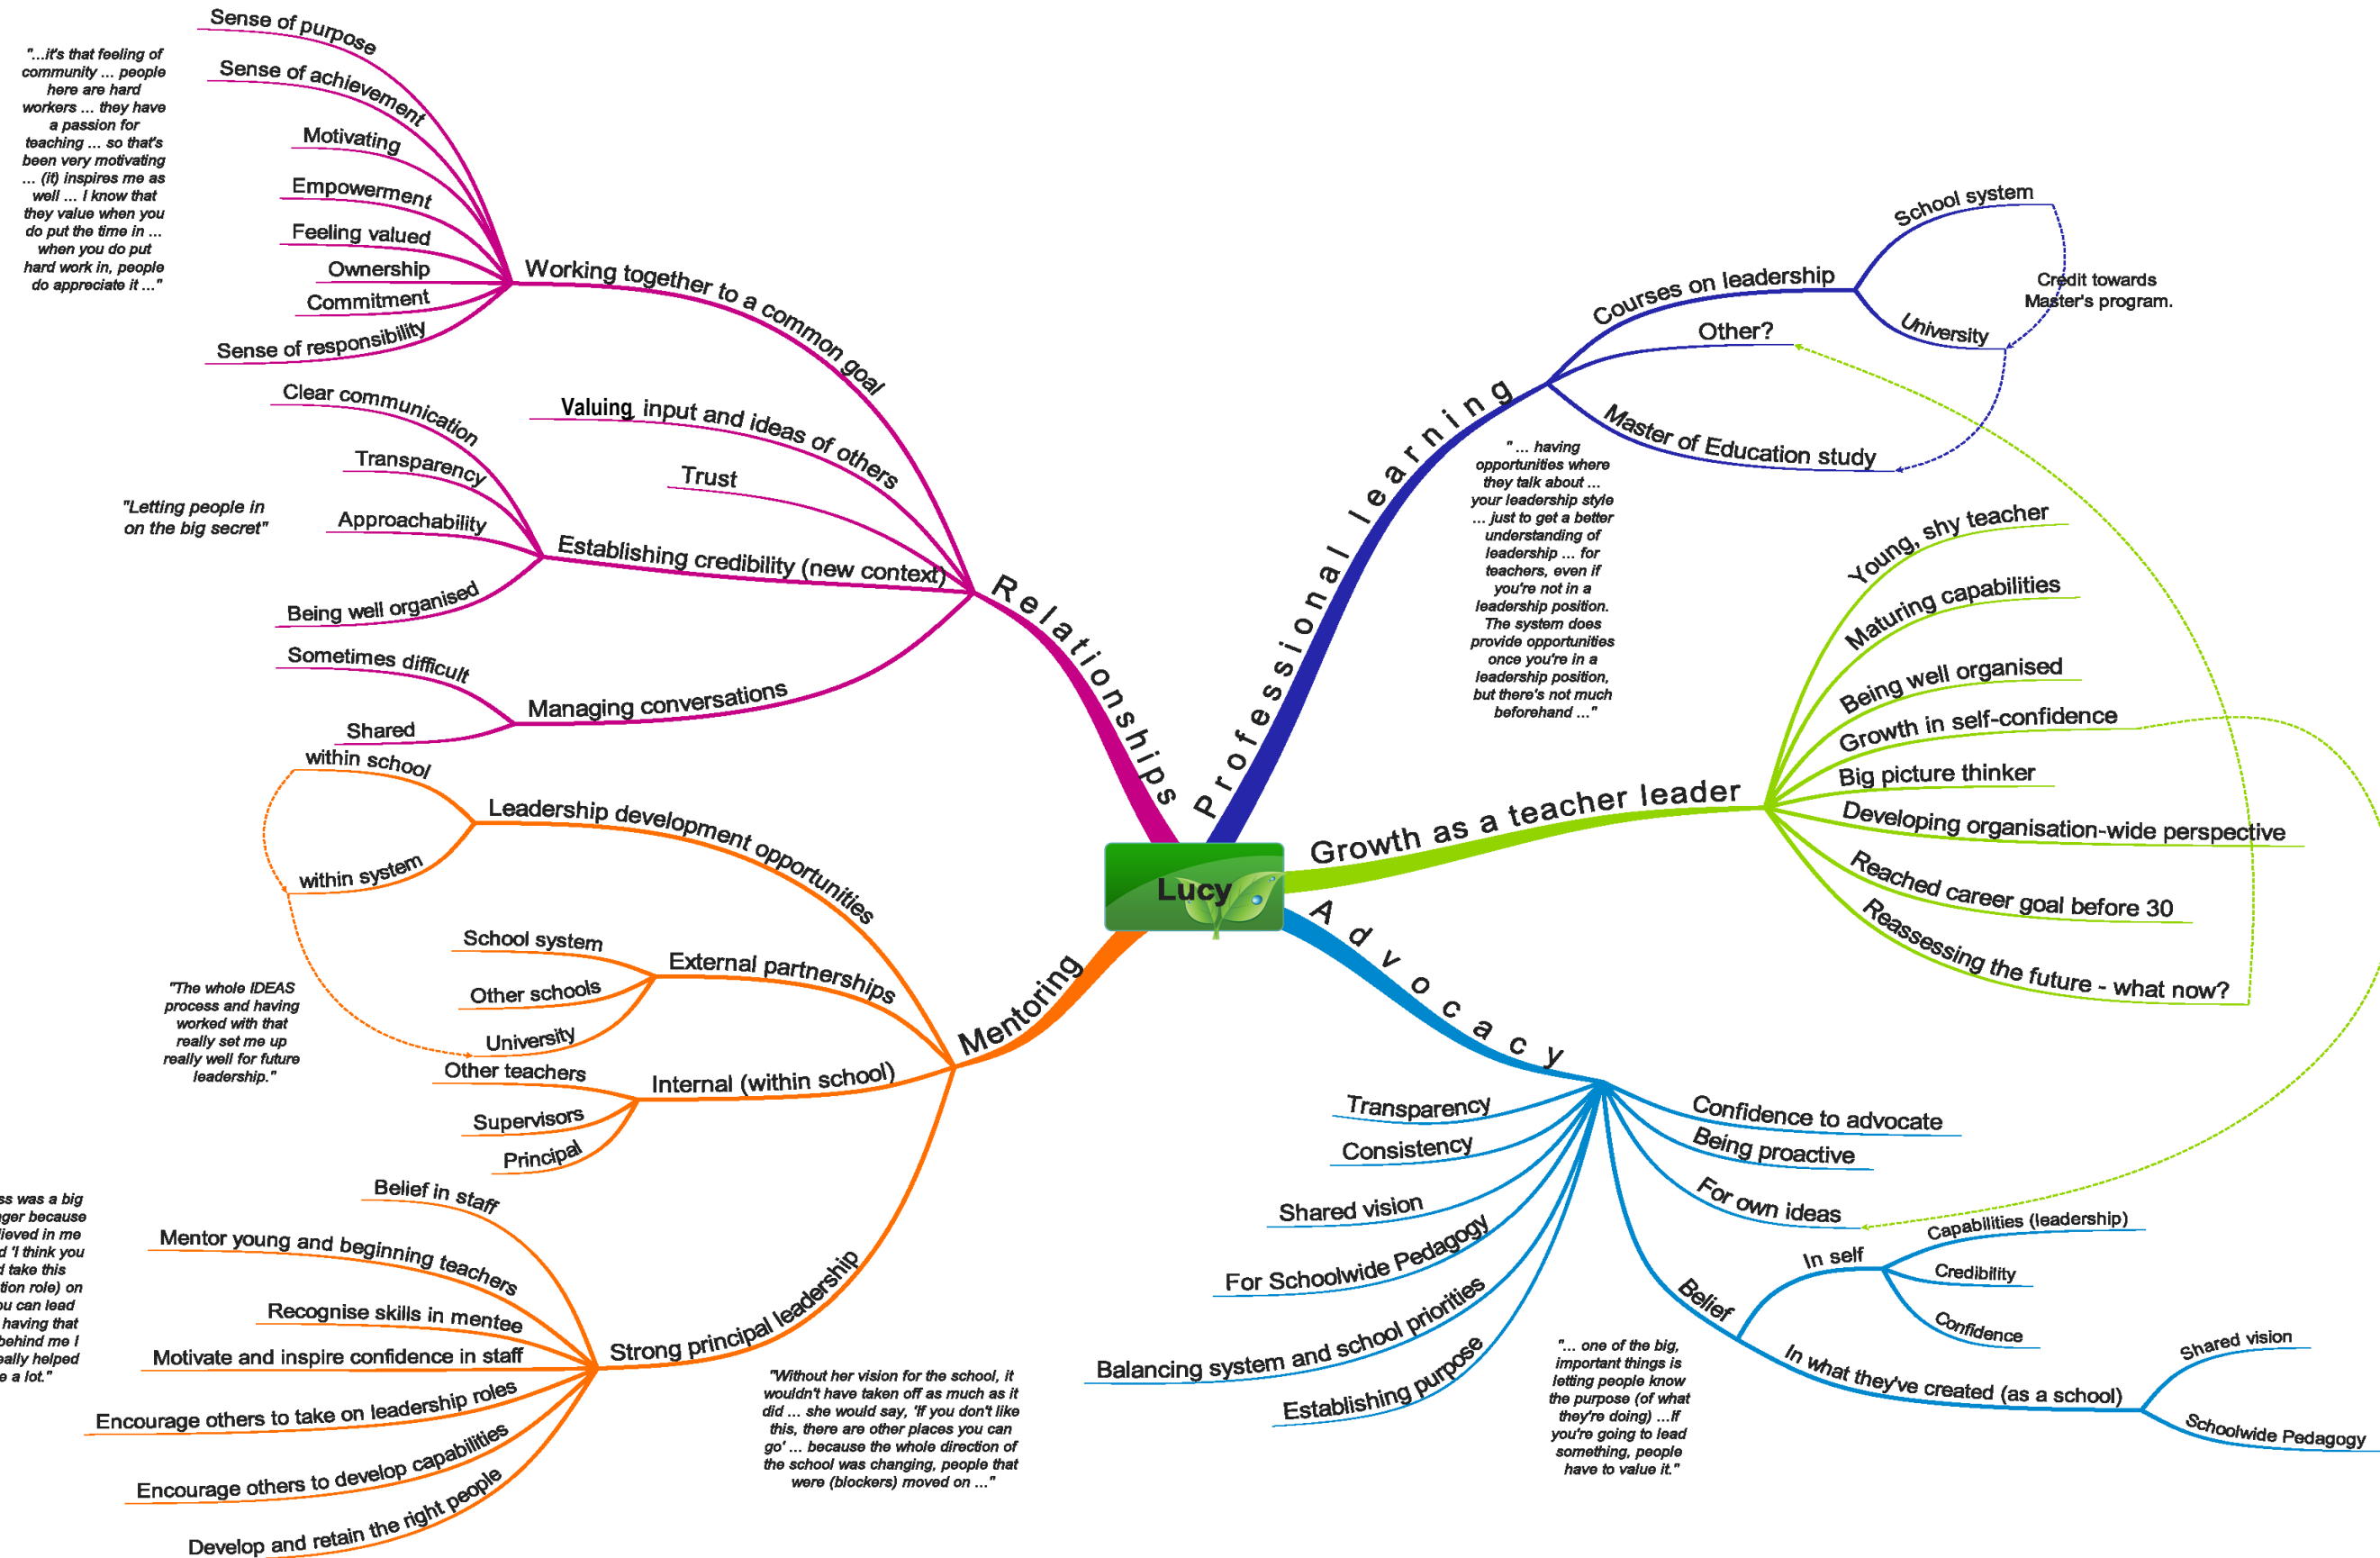 Sense of purpose
Sense of achievement
Motivating
Empowerment
Feeling valued
Ownership
Commitment
Sense of responsibility
Working together to a common goal
"...it's that feeling of
community ... people
here are hard
workers ... they have
a passion for
teaching ... so that's
been very motivating
... (it) inspires me as
well ... I know that
they value when you
do put the time in ...
when you do put
hard work in, people
do appreciate it ..."
Valuing input and ideas of others
Trust
Clear communication
Transparency
Approachability
Being well organised
Establishing credibility (new context)
"Letting people in
on the big secret"
Sometimes difficult
Shared
Managing conversations
Relationships
within school
within system
Leadership development opportunities
School system
Other schools
University
External partnerships
"The whole IDEAS
process and having
worked with that
really set me up
really well for future
leadership."
Other teachers
Supervisors
Principal
Internal (within school)
Mentoring
Belief in staff
Mentor young and beginning teachers
Recognise skills in mentee
Motivate and inspire confidence in staff
Encourage others to take on leadership roles
Encourage others to develop capabilities
Develop and retain the right people
Strong principal leadership
was a big
because
in me
'I think you
take this
role) on
can lead
having that
behind me I
helped
a lot."
"Without her vision for the school, it
wouldn't have taken off as much as it
did ... she would say, 'If you don't like
this, there are other places you can
go' ... because the whole direction of
the school was changing, people that
were (blockers) moved on ..."
Lucy
Professional learning
Courses on leadership
School system
University
Credit towards
Master's program.
Other?
Master of Education study
"... having
opportunities where
they talk about ...
your leadership style
... just to get a better
understanding of
leadership ... for
teachers, even if
you're not in a
leadership position.
The system does
provide opportunities
once you're in a
leadership position,
but there's not much
beforehand ..."
Growth as a teacher leader
Young, shy teacher
Maturing capabilities
Being well organised
Growth in self-confidence
Big picture thinker
Developing organisation-wide perspective
Reached career goal before 30
Reassessing the future - what now?
Advocacy
Transparency
Consistency
Shared vision
For Schoolwide Pedagogy
Balancing system and school priorities
Establishing purpose
Confidence to advocate
Being proactive
For own ideas
Belief
In self
Capabilities (leadership)
Credibility
Confidence
In what they've created (as a school)
Shared vision
Schoolwide Pedagogy
"... one of the big,
important things is
letting people know
the purpose (of what
they're doing) ...If
you're going to lead
something, people
have to value it."